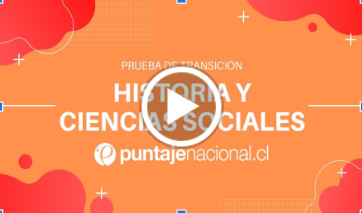 PRUEBA DE TRANSICIÓN
HISTORIA Y
CIENCIAS SOCIALES
puntajenacional.cl